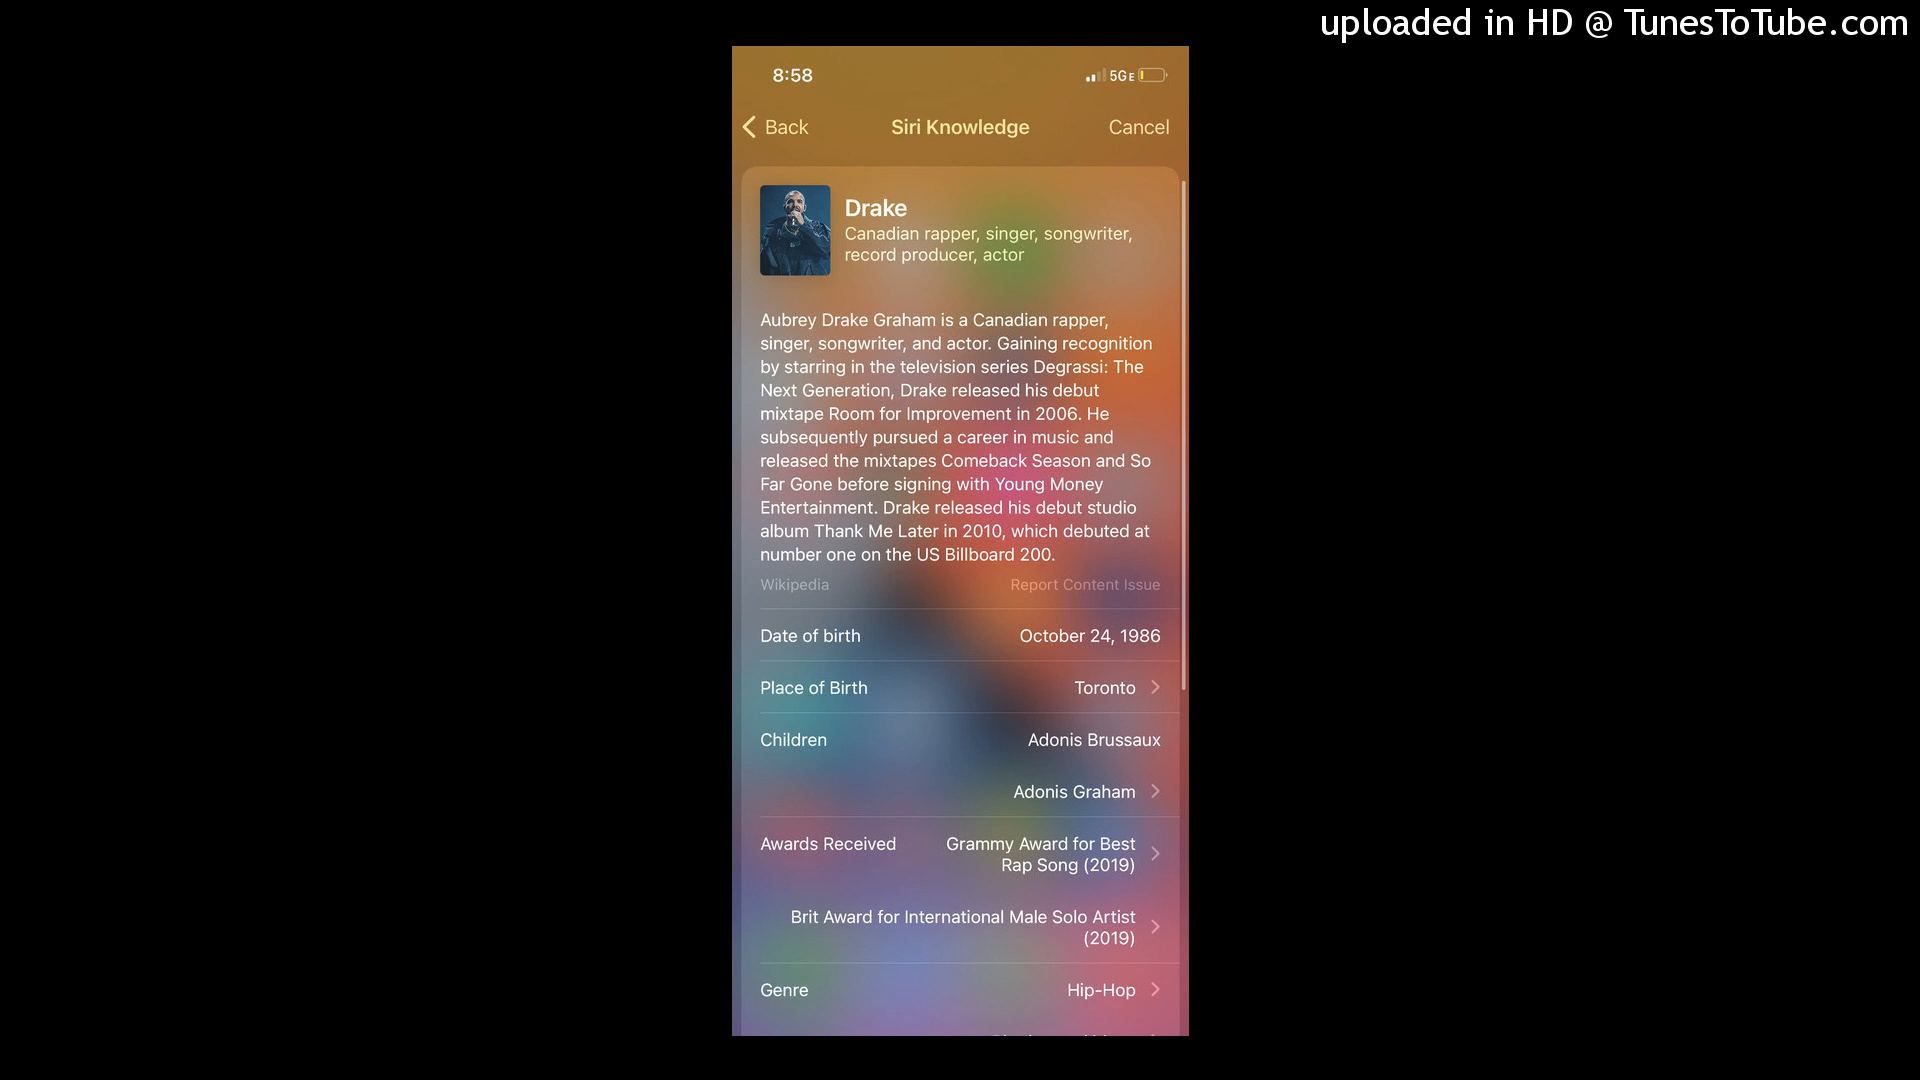 uploaded in HD @ TunesToTube.com
8:58
5GE
Back
Siri Knowledge
Cancel
Drake
Canadian rapper, singer, songwriter,
record producer, actor
Aubrey Drake Graham is a Canadian rapper,
singer, songwriter, and actor. Gaining recognition
by starring in the television series Degrassi: The
Next Generation, Drake released his debut
mixtape Room for Improvement in 2006. He
subsequently pursued a career in music and
released the mixtapes Comeback Season and So
Far Gone before signing with Young Money
Entertainment. Drake released his debut studio
album Thank Me Later in 2010, which debuted at
number one on the US Billboard 200.
Wikipedia
Report Content Issue
Date of birth
October 24, 1986
Place of Birth
Toronto
Children
Adonis Brussaux
Adonis Graham
Awards Received
Grammy Award for Best
Rap Song (2019)
Brit Award for International Male Solo Artist
(2019)
Genre
Hip-Hop